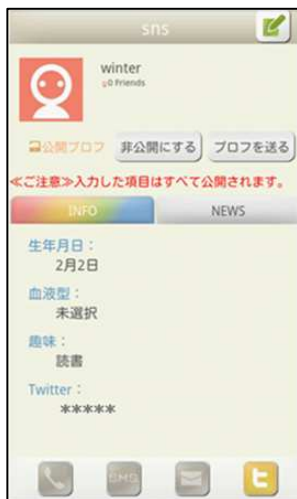 sns
winter
0 Friends
公開プロフ 非公開にする プロフを送る
≪ご注意≫入力した項目はすべて公開されます。
INFO NEWS
生年月日：
2月2日
血液型：
未選択
趣味：
読書
Twitter：
*****
SMS